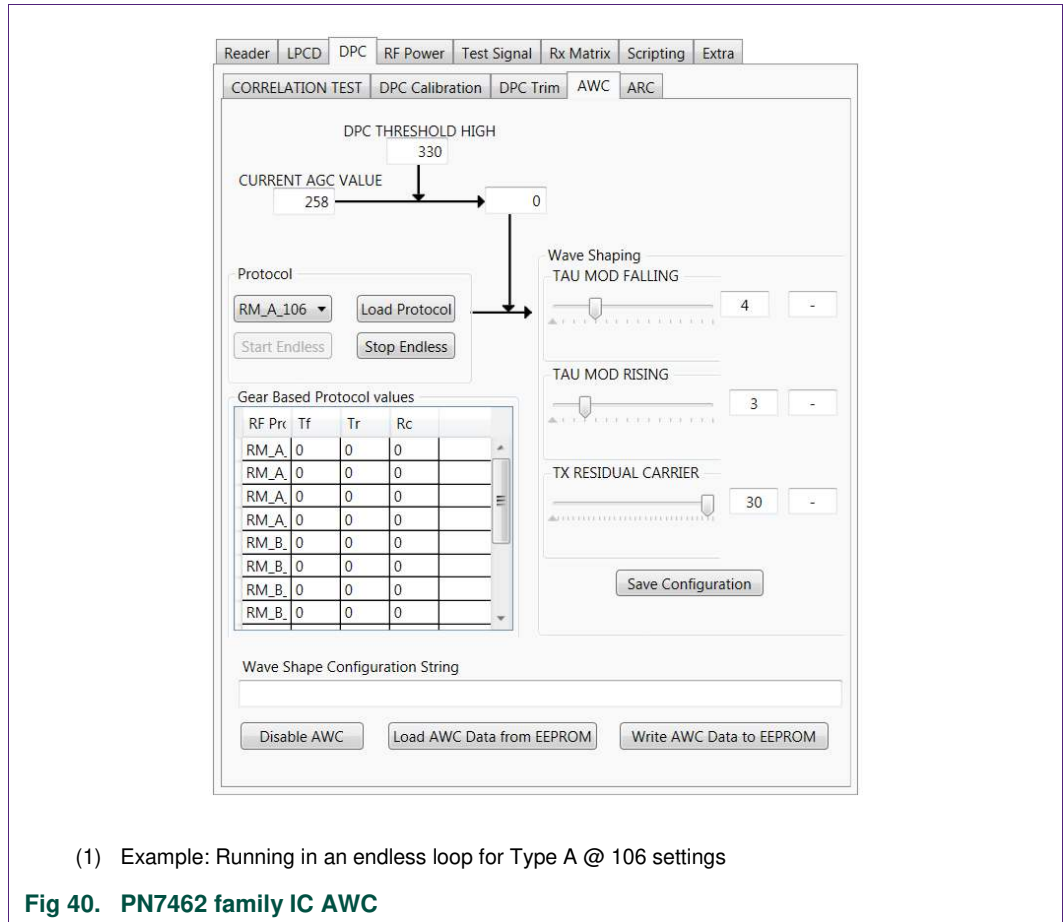 Reader LPCD DPC RF Power Test Signal Rx Matrix Scripting Extra
CORRELATION TEST DPC Calibration DPC Trim AWC ARC
DPC THRESHOLD HIGH
330
CURRENT AGC VALUE
258
0
Protocol
RM_A_106 Load Protocol
Start Endless Stop Endless
Wave Shaping
TAU MOD FALLING
4 -
TAU MOD RISING
3 -
TX RESIDUAL CARRIER
30 -
Save Configuration
Gear Based Protocol values
RF Prc Tf Tr Rc
RM_A_ 0 0 0
RM_A_ 0 0 0
RM_A_ 0 0 0
RM_A_ 0 0 0
RM_B_ 0 0 0
RM_B_ 0 0 0
RM_B_ 0 0 0
RM_B_ 0 0 0
Wave Shape Configuration String
Disable AWC Load AWC Data from EEPROM Write AWC Data to EEPROM
(1) Example: Running in an endless loop for Type A @ 106 settings
Fig 40. PN7462 family IC AWC